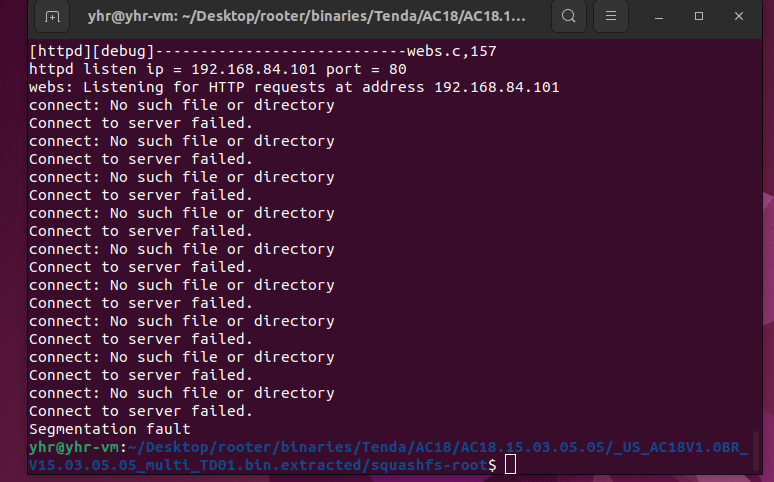 yhr@yhr-vm: ~/Desktop/rooter/binaries/Tenda/AC18/AC18.1...
[httpd][debug]----------------------------webs.c,157
httpd listen ip = 192.168.84.101 port = 80
webs: Listening for HTTP requests at address 192.168.84.101
connect: No such file or directory
Connect to server failed.
connect: No such file or directory
Connect to server failed.
connect: No such file or directory
Connect to server failed.
connect: No such file or directory
Connect to server failed.
connect: No such file or directory
Connect to server failed.
connect: No such file or directory
Connect to server failed.
connect: No such file or directory
Connect to server failed.
connect: No such file or directory
Connect to server failed.
connect: No such file or directory
Connect to server failed.
Segmentation fault
yhr@yhr-vm:~/Desktop/rooter/binaries/Tenda/AC18/AC18.15.03.05.05/_US_AC18V1.0BR_
V15.03.05.05_multi_TD01.bin.extracted/squashfs-root$